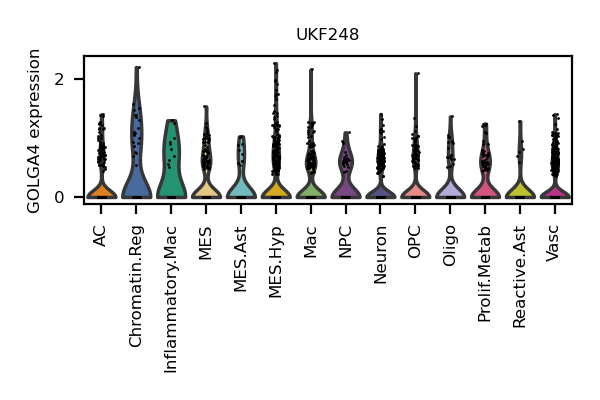 UKF248
GOLGA4 expression
2
0
AC
Chromatin.Reg
Inflammatory.Mac
MES
MES.Ast
MES.Hyp
Mac
NPC
Neuron
OPC
Oligo
Prolif.Metab
Reactive.Ast
Vasc